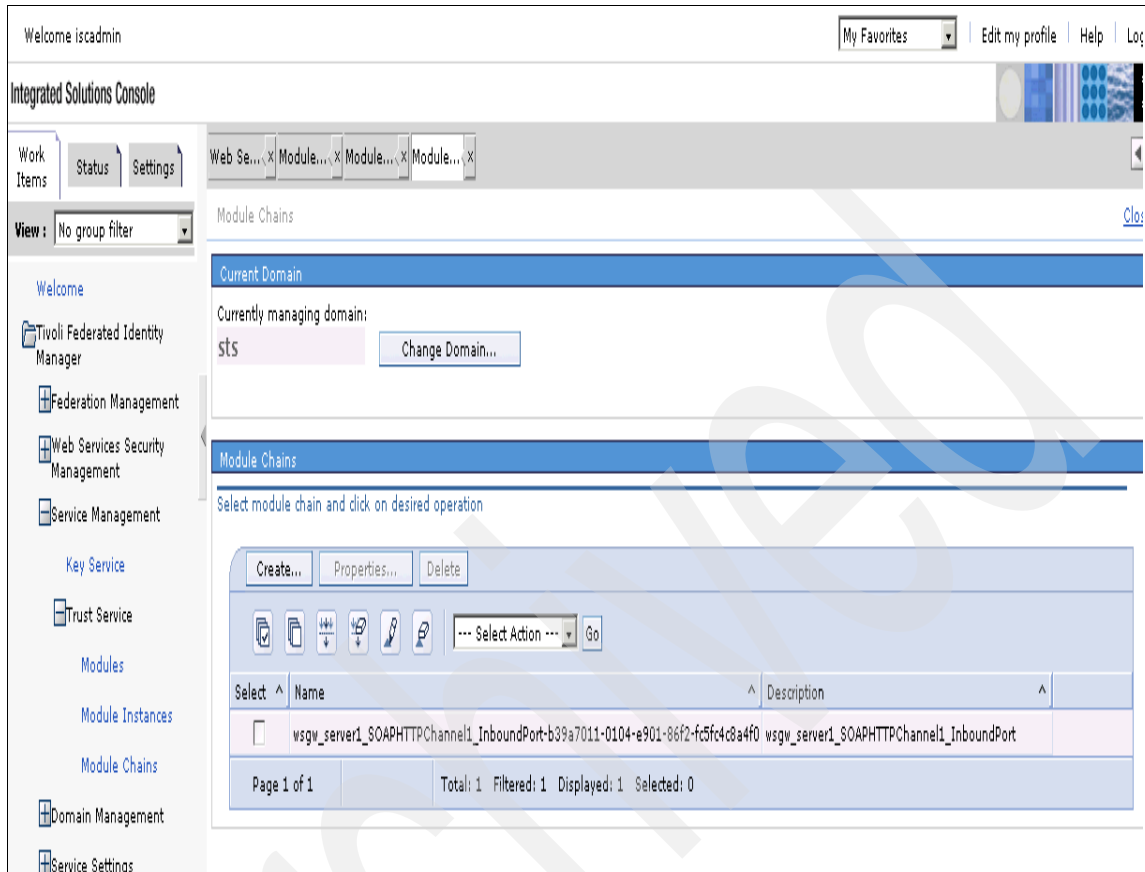 Welcome iscadmin
My Favorites
Edit my profile
Help
Integrated Solutions Console
Work Items
Status
Settings
Web Se...
Module...
Module...
Module...
View : No group filter
Module Chains
Welcome
Tivoli Federated Identity
Manager
Federation Management
Web Services Security
Management
Service Management
Key Service
Trust Service
Modules
Module Instances
Module Chains
Domain Management
Service Settings
Current Domain
Currently managing domain:
sts
Change Domain...
Module Chains
Select module chain and click on desired operation
Create...
Properties...
Delete
--- Select Action ---
Go
Select ^ Name ^ Description ^
wsgw_server1_SOAPHTTPChannel1_InboundPort-b39a7011-0104-e901-86f2-fc5fc4c8a4f0 wsgw_server1_SOAPHTTPChannel1_InboundPort
Page 1 of 1 Total: 1 Filtered: 1 Displayed: 1 Selected: 0